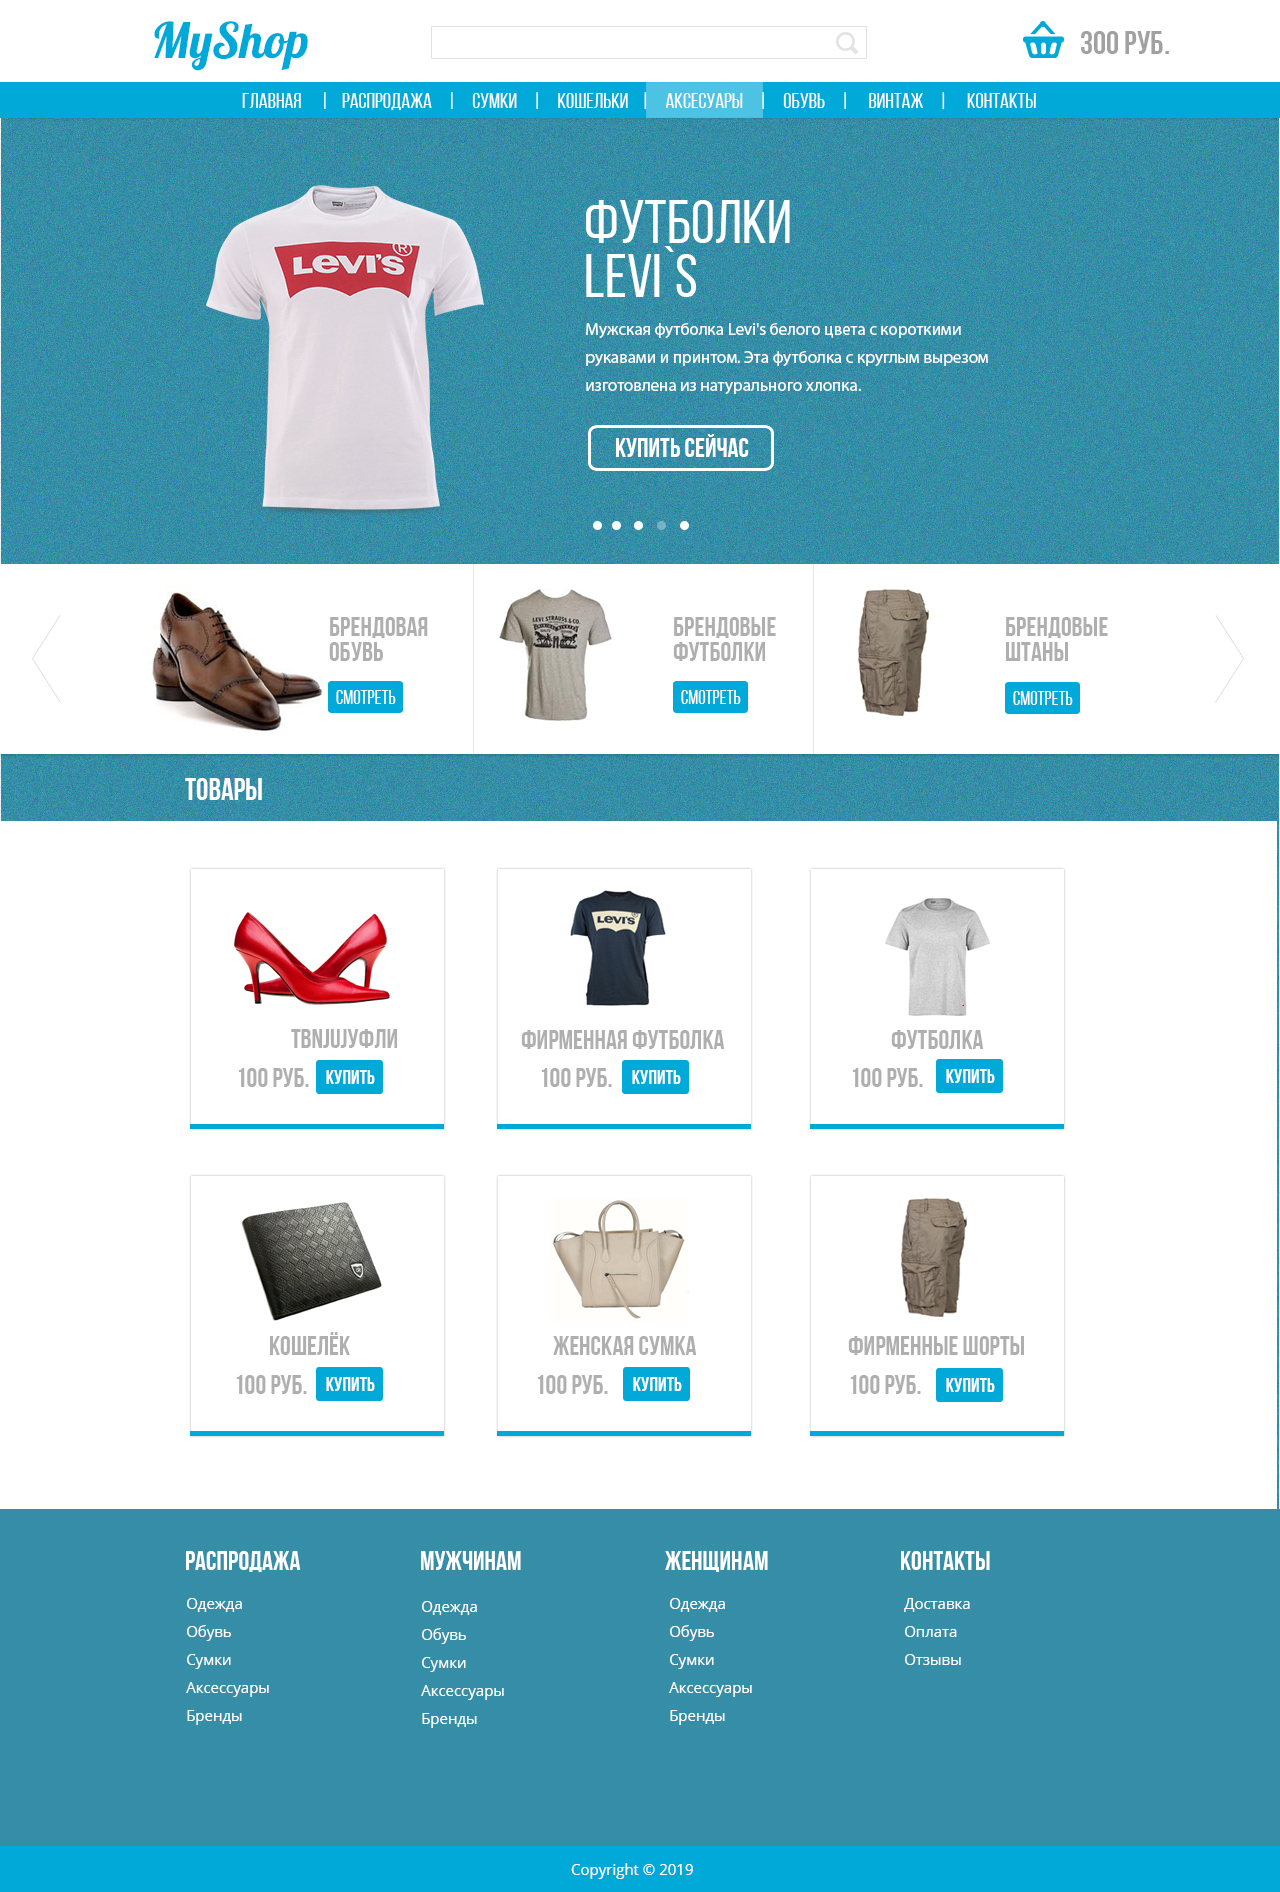 MyShop
300 РУБ.
ГЛАВНАЯ | РАСПРОДАЖА | СУМКИ | КОШЕЛЬКИ | АКСЕСУАРЫ | ОБУВЬ | ВИНТАЖ | КОНТАКТЫ
LEVI'S ®
ФУТБОЛКИ
LEVI`S
Мужская футболка Levi's белого цвета с короткими
рукавами и принтом. Эта футболка с круглым вырезом
изготовлена из натурального хлопка.
КУПИТЬ СЕЙЧАС
БРЕНДОВАЯ
ОБУВЬ
СМОТРЕТЬ
LEVI STRAUSS & CO.
БРЕНДОВЫЕ
ФУТБОЛКИ
СМОТРЕТЬ
БРЕНДОВЫЕ
ШТАНЫ
СМОТРЕТЬ
ТОВАРЫ
TBNJUJУФЛИ
100 РУБ. КУПИТЬ
LEVI'S
ФИРМЕННАЯ ФУТБОЛКА
100 РУБ. КУПИТЬ
ФУТБОЛКА
100 РУБ. КУПИТЬ
КОШЕЛЁК
100 РУБ. КУПИТЬ
ЖЕНСКАЯ СУМКА
100 РУБ. КУПИТЬ
ФИРМЕННЫЕ ШОРТЫ
100 РУБ. КУПИТЬ
РАСПРОДАЖА
Одежда
Обувь
Сумки
Аксессуары
Бренды
МУЖЧИНАМ
Одежда
Обувь
Сумки
Аксессуары
Бренды
ЖЕНЩИНАМ
Одежда
Обувь
Сумки
Аксессуары
Бренды
КОНТАКТЫ
Доставка
Оплата
Отзывы
Copyright © 2019